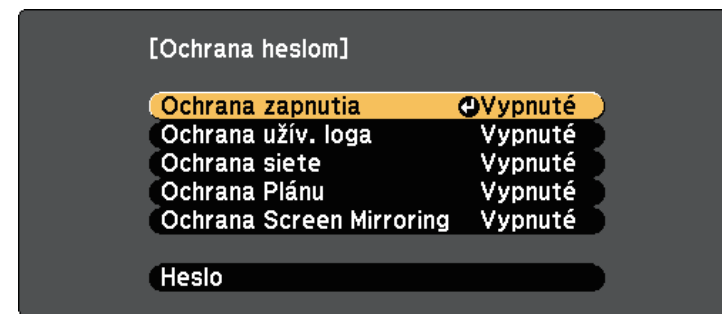 [Ochrana heslom]
Ochrana zapnutia Vypnuté
Ochrana užív. loga Vypnuté
Ochrana siete Vypnuté
Ochrana Plánu Vypnuté
Ochrana Screen Mirroring Vypnuté
Heslo